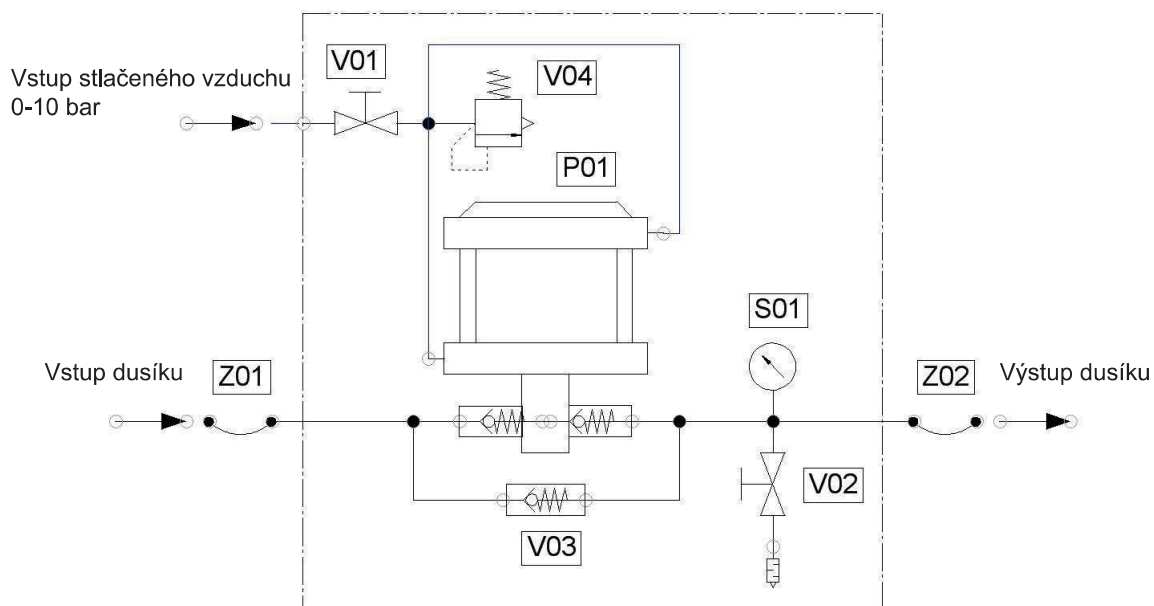 V01
V04
Vstup stlačeného vzduchu
0-10 bar
P01
S01
Vstup dusíku
Z01
Z02
Výstup dusíku
V02
V03